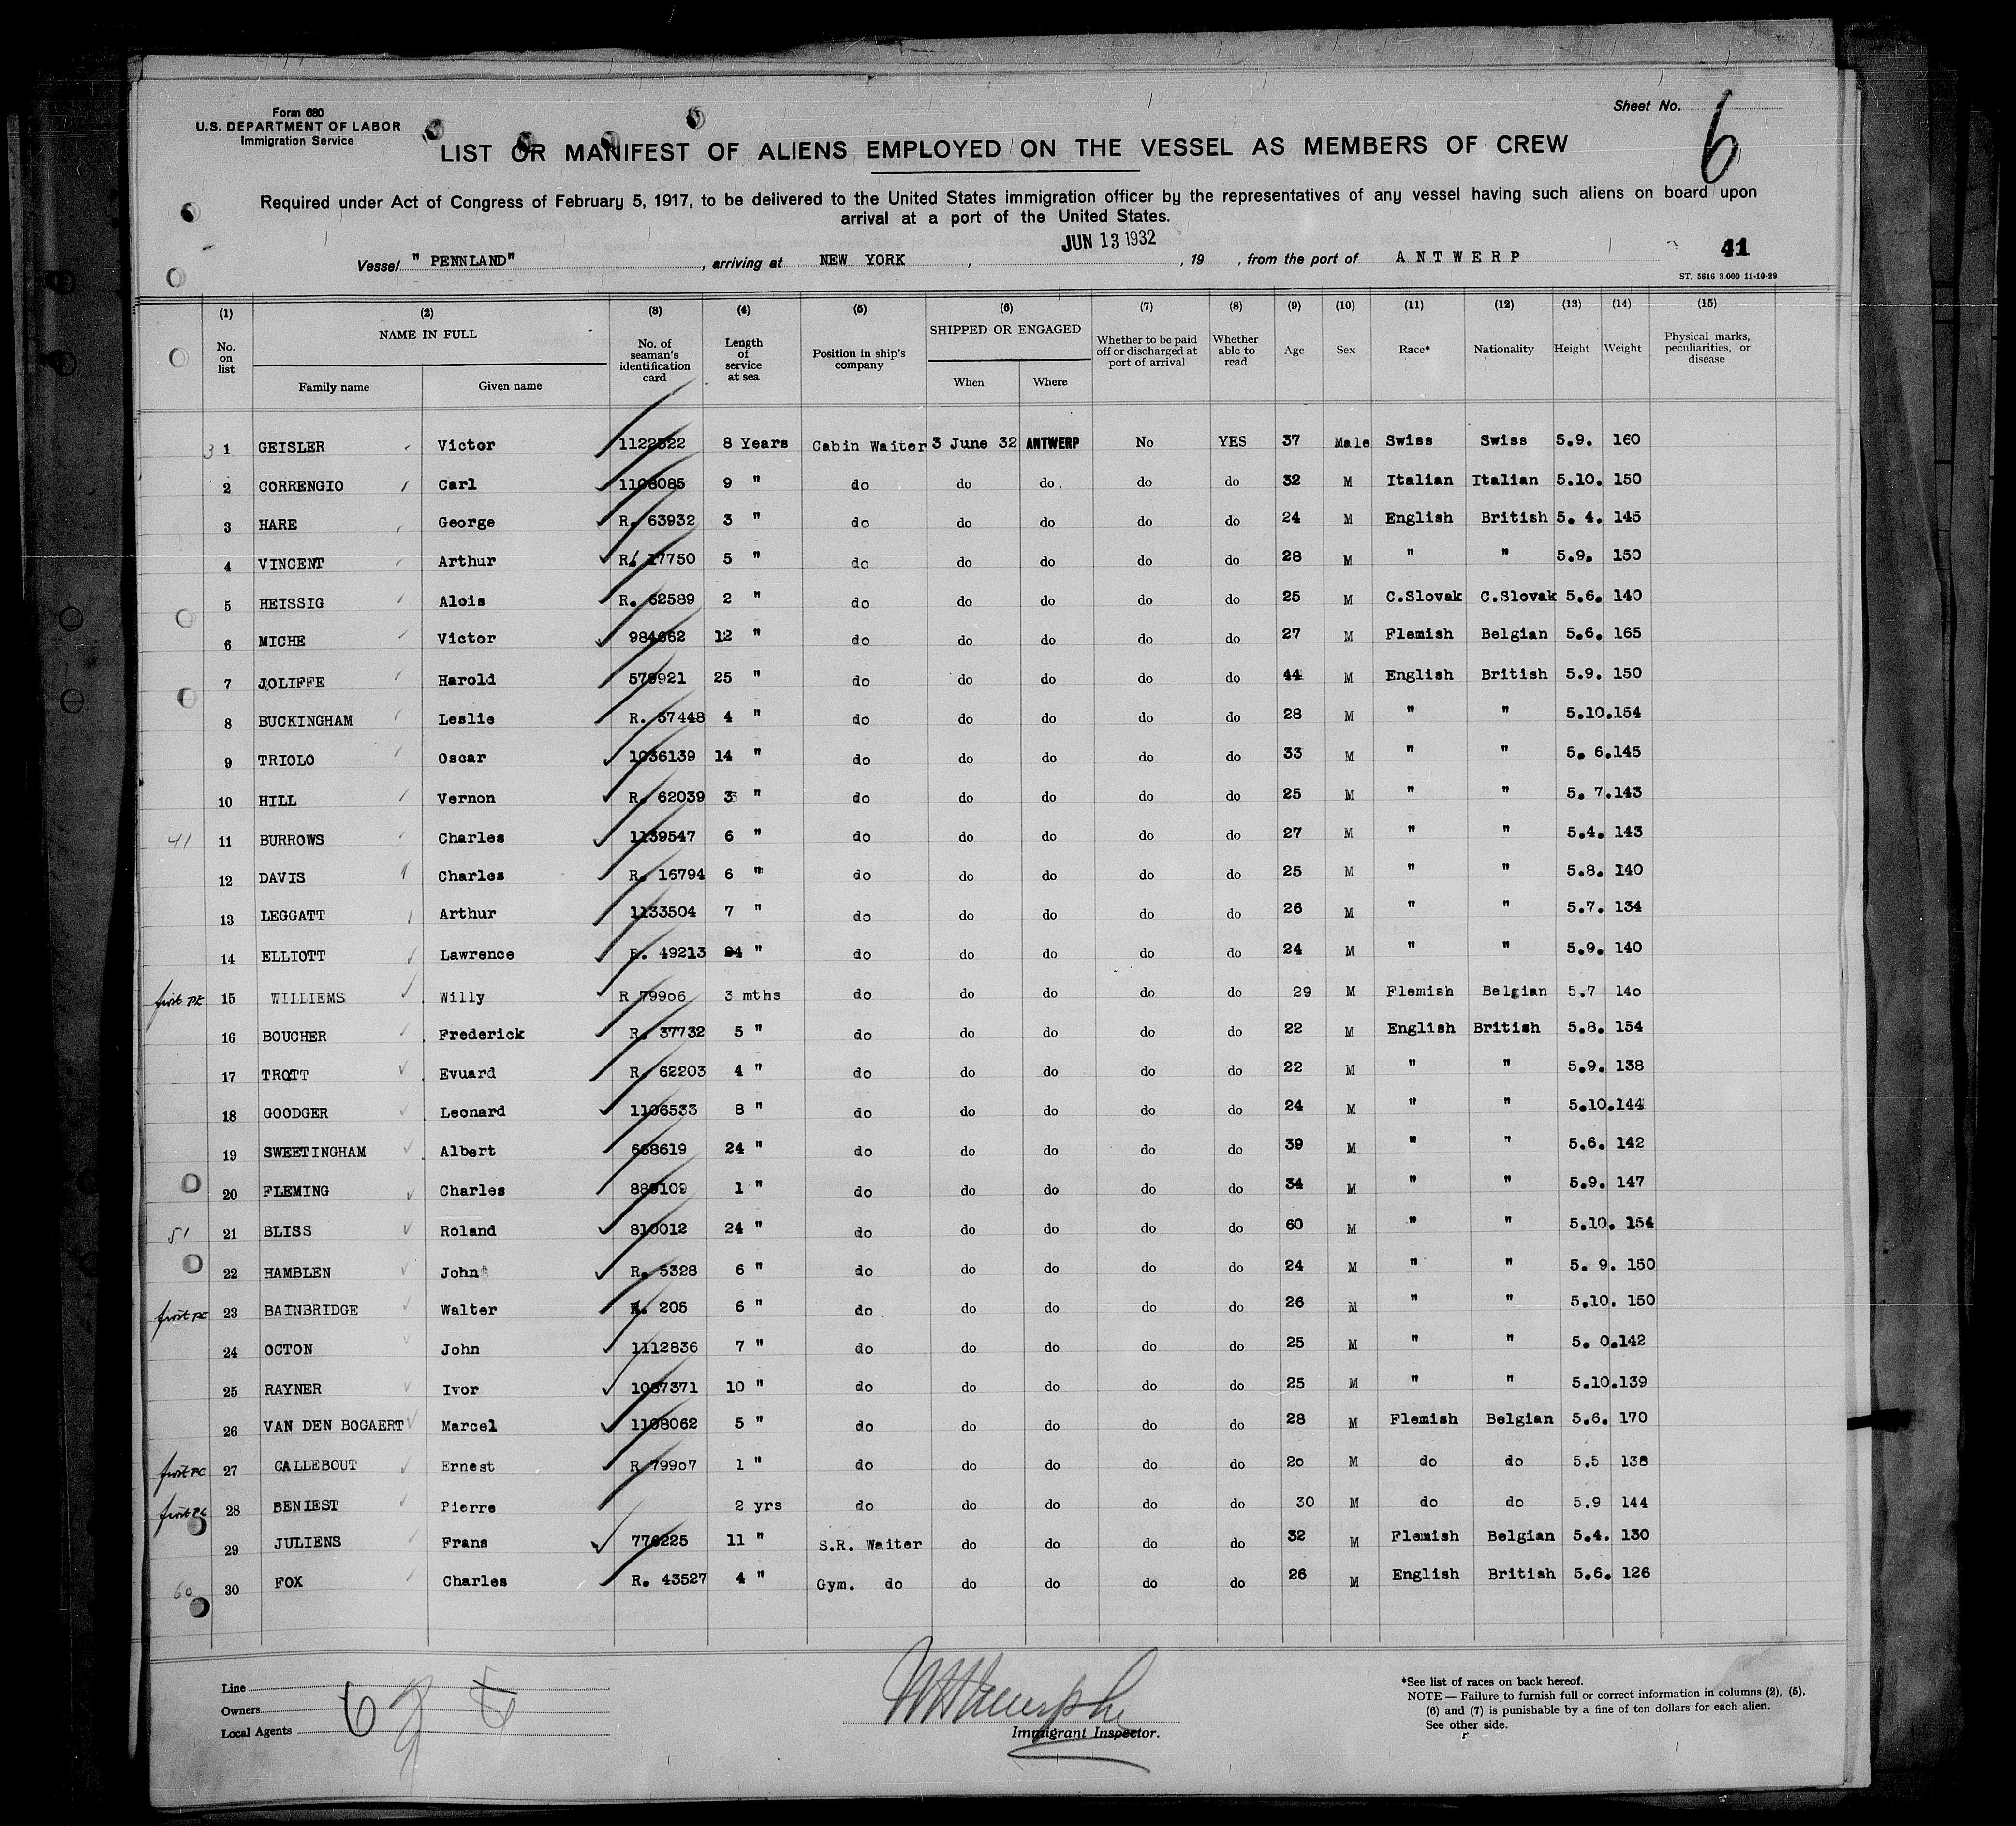 Form 680
U.S. DEPARTMENT OF LABOR
Immigration Service
Sheet No. 6
LIST OR MANIFEST OF ALIENS EMPLOYED ON THE VESSEL AS MEMBERS OF CREW
Required under Act of Congress of February 5, 1917, to be delivered to the United States immigration officer by the representatives of any vessel having such aliens on board upon
arrival at a port of the United States.
JUN 13 1932
Vessel " PENNLAND" , arriving at NEW YORK , , 19 , from the port of ANTWERP
41
ST. 5616 3.000 11-10-29
(1) (2) (3) (4) (5) (6) (7) (8) (9) (10) (11) (12) (13) (14) (15)
No. on list
NAME IN FULL
Family name Given name
No. of seaman's identification card
Length of service at sea
Position in ship's company
SHIPPED OR ENGAGED
When Where
Whether to be paid off or discharged at port of arrival
Whether able to read
Age Sex Race* Nationality Height Weight
Physical marks, peculiarities, or disease
3 1 GEISLER Victor 1122522 8 Years Cabin Waiter 3 June 32 ANTWERP No YES 37 Male Swiss Swiss 5.9. 160
2 CORRENGIO Carl 1108085 9 " do do do do do 32 M Italian Italian 5.10. 150
3 HARE George R. 63932 3 " do do do do do 24 M English British 5. 4. 145
4 VINCENT Arthur R. 17750 5 " do do do do do 28 M " " 5.9. 150
5 HEISSIG Alois R. 62589 2 " do do do do do 25 M C.Slovak C.Slovak 5.6. 140
6 MICHE Victor 984662 12 " do do do do do 27 M Flemish Belgian 5.6. 165
7 JOLIFFE Harold 579921 25 " do do do do do 44 M English British 5.9. 150
8 BUCKINGHAM Leslie R. 57448 4 " do do do do do 28 M " " 5.10.154
9 TRIOLO Oscar 1036139 14 " do do do do do 33 M " " 5. 6.145
10 HILL Vernon R. 62039 3 " do do do do do 25 M " " 5. 7.143
41 11 BURROWS Charles 1139547 6 " do do do do do 27 M " " 5.4. 143
12 DAVIS Charles R. 16794 6 " do do do do do 25 M " " 5.8. 140
13 LEGGATT Arthur 1133504 7 " do do do do do 26 M " " 5.7. 134
14 ELLIOTT Lawrence R. 49213 4 " do do do do do 24 M " " 5.9. 140
first 15 WILLIEMS Willy R 79906 3 mths do do do do do 29 M Flemish Belgian 5.7 140
16 BOUCHER Frederick R. 37732 5 " do do do do do 22 M English British 5.8. 154
17 TROTT Evuard R. 62203 4 " do do do do do 22 M " " 5.9. 138
18 GOODGER Leonard 1106533 8 " do do do do do 24 M " " 5.10.144
19 SWEETINGHAM Albert 668619 24 " do do do do do 39 M " " 5.6. 142
20 FLEMING Charles 889109 1 " do do do do do 34 M " " 5.9. 147
51 21 BLISS Roland 810012 24 " do do do do do 60 M " " 5.10. 154
22 HAMBLEN John R. 5328 6 " do do do do do 24 M " " 5. 9. 150
first 23 BAINBRIDGE Walter R. 205 6 " do do do do do 26 M " " 5.10. 150
24 OCTON John 1112836 7 " do do do do do 25 M " " 5. 0.142
25 RAYNER Ivor 1087371 10 " do do do do do 25 M " " 5.10.139
26 VAN DEN BOGAERT Marcel 1108062 5 " do do do do do 28 M Flemish Belgian 5.6. 170
first 27 CALLEBOUT Ernest R 79907 1 " do do do do do 20 M do do 5.5 138
first 28 BENIEST Pierre 2 yrs do do do do do 30 M do do 5.9 144
29 JULIENS Frans 776225 11 " S.R. Waiter do do do do 32 M Flemish Belgian 5.4. 130
60 30 FOX Charles R. 43527 4 " Gym. do do do do do 26 M English British 5.6. 126
Line
Owners
Local Agents
Immigrant Inspector.
*See list of races on back hereof.
NOTE — Failure to furnish full or correct information in columns (2), (5),
(6) and (7) is punishable by a fine of ten dollars for each alien.
See other side.